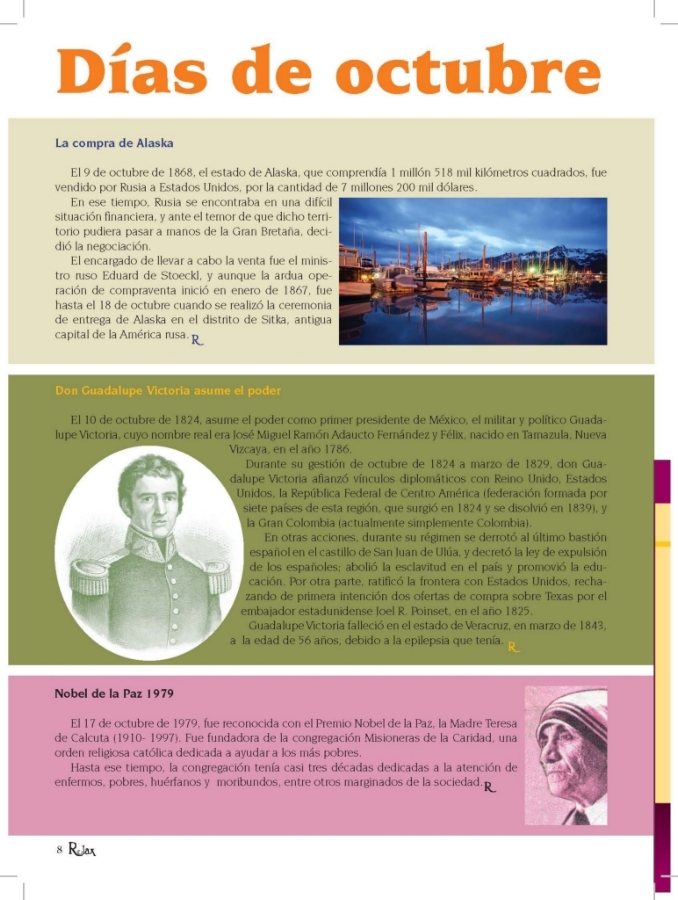 Días de octubre
La compra de Alaska
El 9 de octubre de 1868, el estado de Alaska, que comprendía 1 millón 518 mil kilómetros cuadrados, fue
vendido por Rusia a Estados Unidos, por la cantidad de 7 millones 200 mil dólares.
En ese tiempo, Rusia se encontraba en una difícil
situación financiera, y ante el temor de que dicho terri-
torio pudiera pasar a manos de la Gran Bretaña, deci-
dió la negociación.
El encargado de llevar a cabo la venta fue el minis-
tro ruso Eduard de Stoeckl, y aunque la ardua ope-
ración de compraventa inició en enero de 1867, fue
hasta el 18 de octubre cuando se realizó la ceremonia
de entrega de Alaska en el distrito de Sitka, antigua
capital de la América rusa. R
Don Guadalupe Victoria asume el poder
El 10 de octubre de 1824, asume el poder como primer presidente de México, el militar y político Guada-
lupe Victoria, cuyo nombre real era José Miguel Ramón Adaucto Fernández y Félix, nacido en Tamazula, Nueva
Vizcaya, en el año 1786.
Durante su gestión de octubre de 1824 a marzo de 1829, don Gua-
dalupe Victoria afianzó vínculos diplomáticos con Reino Unido, Estados
Unidos, la República Federal de Centro América (federación formada por
siete países de esta región, que surgió en 1824 y se disolvió en 1839), y
la Gran Colombia (actualmente simplemente Colombia).
En otras acciones, durante su régimen se derrotó al último bastión
español en el castillo de San Juan de Ulúa, y decretó la ley de expulsión
de los españoles; abolió la esclavitud en el país y promovió la edu-
cación. Por otra parte, ratificó la frontera con Estados Unidos, recha-
zando de primera intención dos ofertas de compra sobre Texas por el
embajador estadunidense Joel R. Poinset, en el año 1825.
Guadalupe Victoria falleció en el estado de Veracruz, en marzo de 1843,
a la edad de 56 años, debido a la epilepsia que tenía. R
Nobel de la Paz 1979
El 17 de octubre de 1979, fue reconocida con el Premio Nobel de la Paz, la Madre Teresa
de Calcuta (1910- 1997). Fue fundadora de la congregación Misioneras de la Caridad, una
orden religiosa católica dedicada a ayudar a los más pobres.
Hasta ese tiempo, la congregación tenía casi tres décadas dedicadas a la atención de
enfermos, pobres, huérfanos y moribundos, entre otros marginados de la sociedad. R
8 Relax